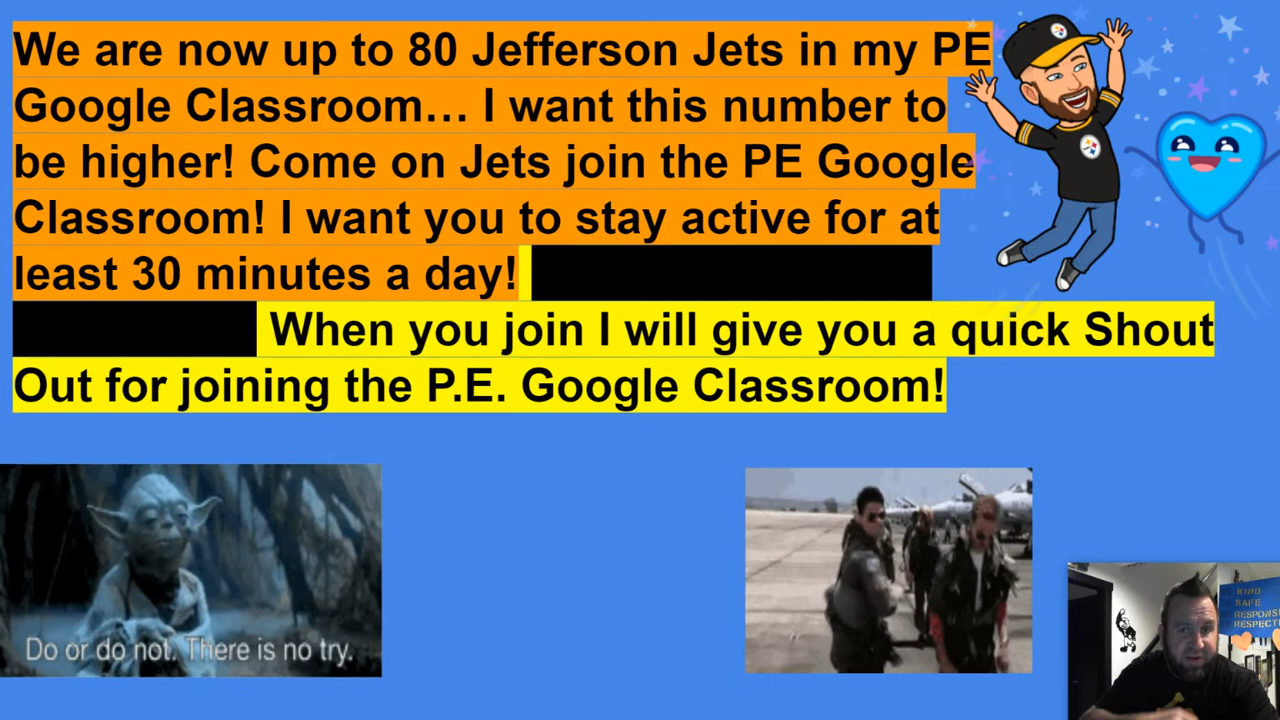 We are now up to 80 Jefferson Jets in my PE
Google Classroom… I want this number to
be higher! Come on Jets join the PE Google
Classroom! I want you to stay active for at
least 30 minutes a day!
When you join I will give you a quick Shout
Out for joining the P.E. Google Classroom!
Do or do not. There is no try.
KIND
SAFE